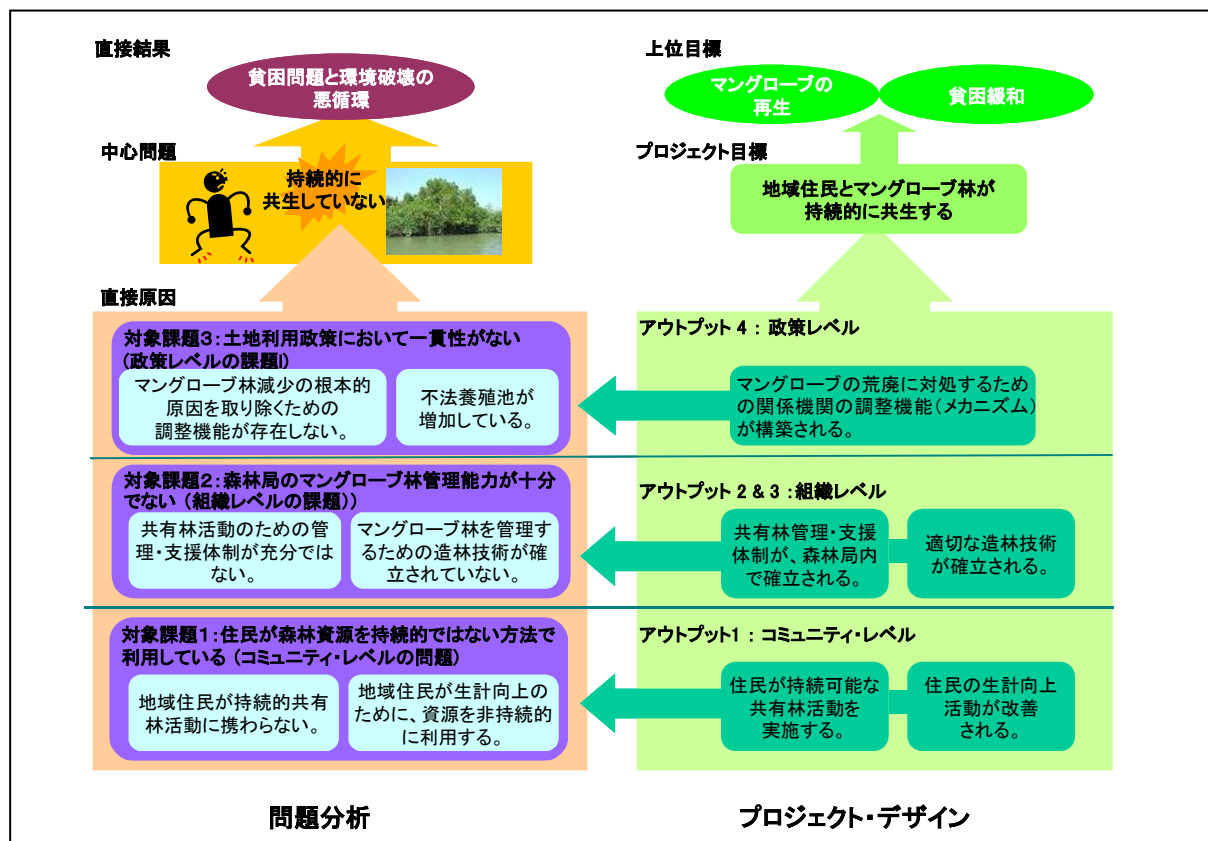 直接結果
貧困問題と環境破壊の
悪循環
中心問題
持続的に
共生していない
直接原因
対象課題3:土地利用政策において一貫性がない
(政策レベルの課題)
マングローブ林減少の根本的
原因を取り除くための
調整機能が存在しない。
不法養殖池が
増加している。
対象課題2:森林局のマングローブ林管理能力が十分
でない (組織レベルの課題))
共有林活動のための管
理・支援体制が充分では
ない。
マングローブ林を管理す
るための造林技術が確
立されていない。
対象課題1:住民が森林資源を持続的ではない方法で
利用している (コミュニティ・レベルの問題)
地域住民が持続的共有
林活動に携わらない。
地域住民が生計向上の
ために、資源を非持続的
に利用する。
問題分析
上位目標
マングローブの
再生
貧困緩和
プロジェクト目標
地域住民とマングローブ林が
持続的に共生する
アウトプット 4 : 政策レベル
マングローブの荒廃に対処するため
の関係機関の調整機能(メカニズム)
が構築される。
アウトプット 2 & 3 :組織レベル
共有林管理・支援
体制が、森林局内
で確立される。
適切な造林技術
が確立される。
アウトプット1 : コミュニティ・レベル
住民が持続可能な
共有林活動を
実施する。
住民の生計向上
活動が改善
される。
プロジェクト・デザイン